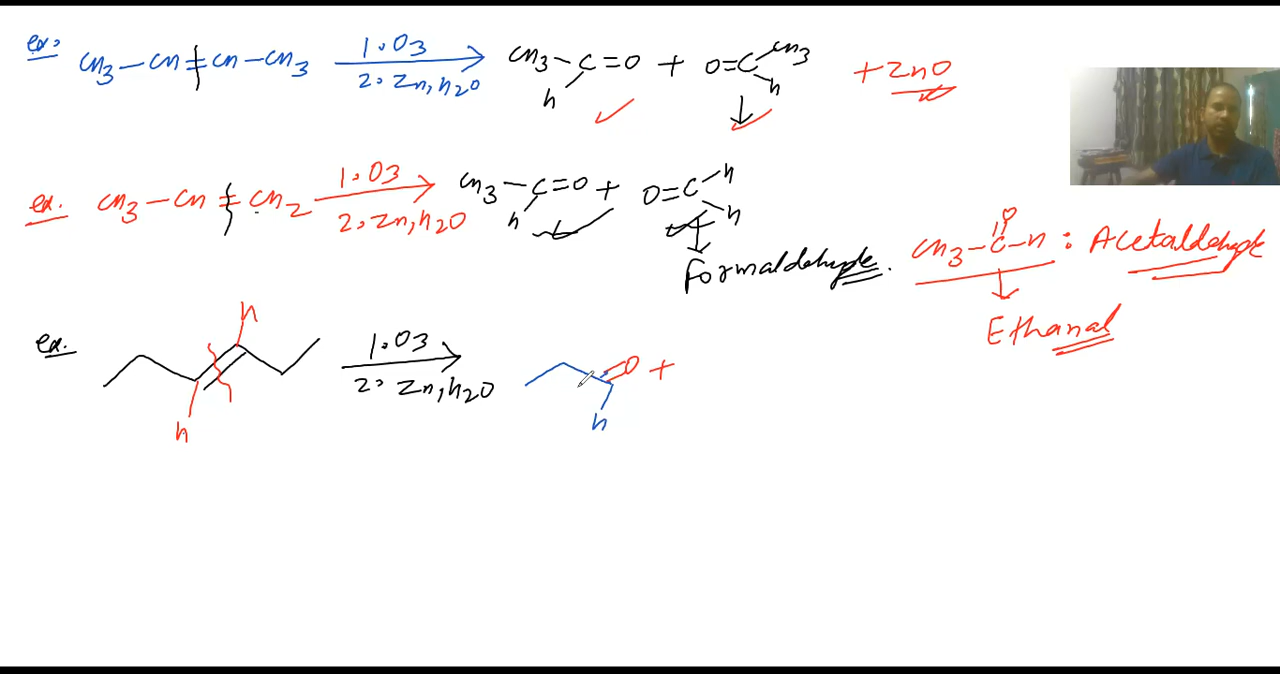 ex: CH3—CH=CH—CH3 1. O3 2. Zn, H2O CH3—C=O + O=C CH3 + ZnO
H H
ex. CH3—CH=CH2 1. O3 2. Zn, H2O CH3—C=O + O=C H
H H
Formaldehyde. CH3—C—H : Acetaldehyde
O
Ethanal
ex. H 1. O3 2. Zn, H2O O +
H H